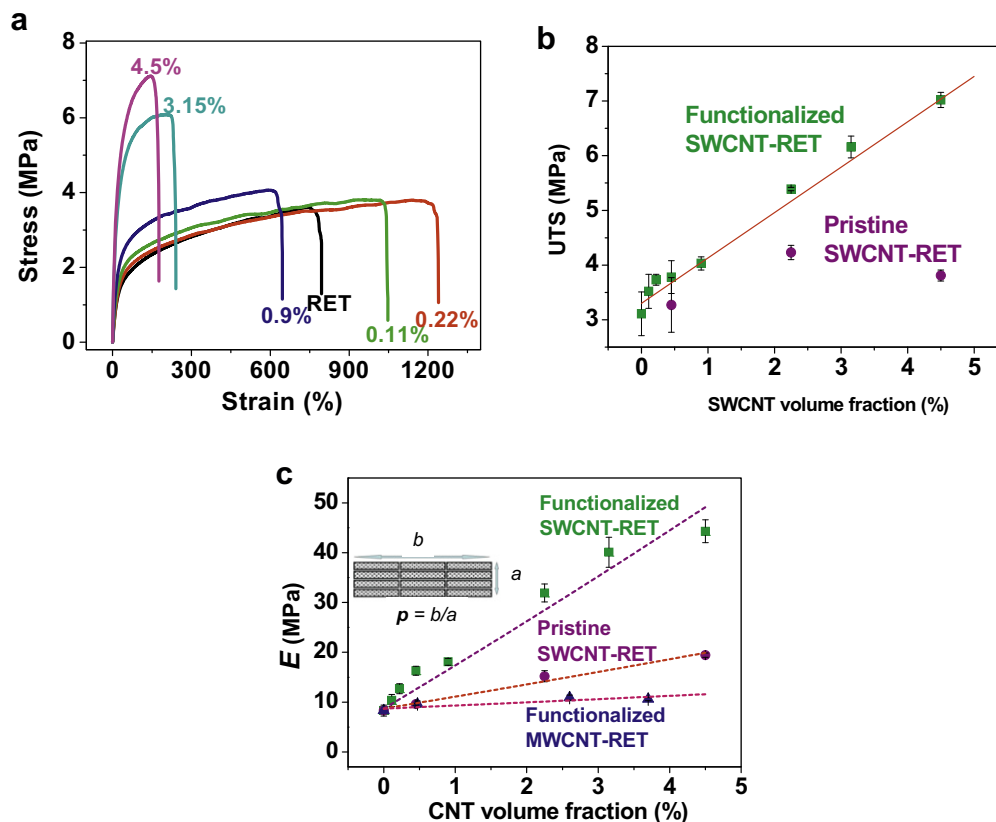 a
8
6
4
2
0
Stress (MPa)
4.5%
3.15%
0.9%
RET
0.11%
0.22%
0 300 600 900 1200
Strain (%)
b
8
7
6
5
4
3
UTS (MPa)
Functionalized
SWCNT-RET
Pristine
SWCNT-RET
0 1 2 3 4 5
SWCNT volume fraction (%)
c
50
40
30
20
10
0
E (MPa)
Functionalized
SWCNT-RET
b
a
p = b/a
Pristine
SWCNT-RET
Functionalized
MWCNT-RET
0 1 2 3 4 5
CNT volume fraction (%)